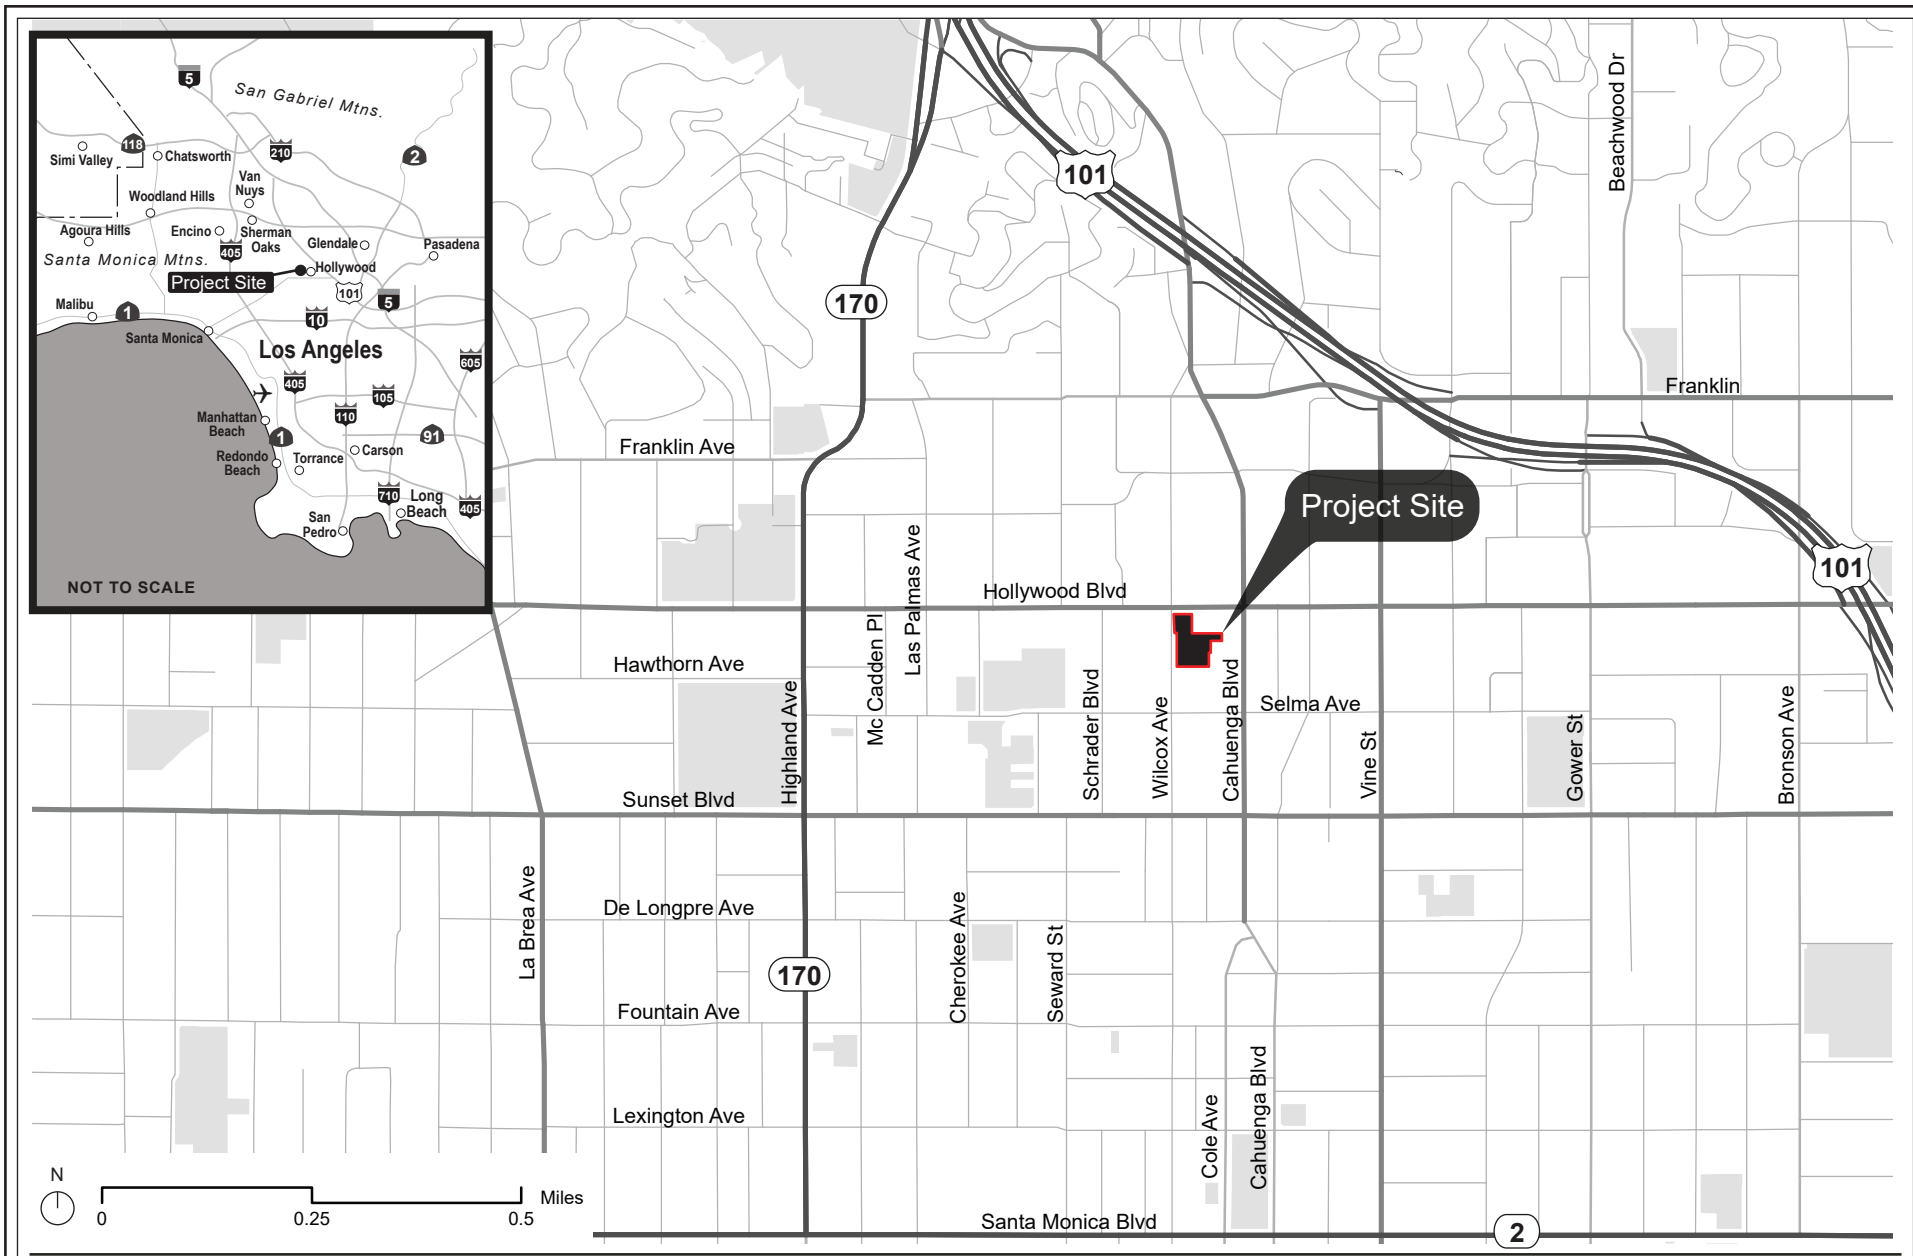 5
San Gabriel Mtns.
118
210
2
Simi Valley
Chatsworth
Van
Nuys
Woodland Hills
Agoura Hills
Encino
Sherman
Oaks
Glendale
Pasadena
405
Santa Monica Mtns.
Hollywood
Project Site
101
5
Malibu
1
10
Santa Monica
Los Angeles
605
405
105
110
Manhattan
Beach
1
91
Redondo
Beach
Torrance
Carson
710
Long
Beach
405
San
Pedro
NOT TO SCALE
Beachwood Dr
101
170
Franklin
Franklin Ave
Project Site
101
Las Palmas Ave
Hollywood Blvd
Mc Cadden Pl
Hawthorn Ave
Highland Ave
Schrader Blvd
Wilcox Ave
Cahuenga Blvd
Selma Ave
Vine St
Gower St
Bronson Ave
Sunset Blvd
La Brea Ave
De Longpre Ave
Cherokee Ave
Seward St
170
Fountain Ave
Lexington Ave
Cole Ave
Cahuenga Blvd
N
Miles
0
0.25
0.5
Santa Monica Blvd
2